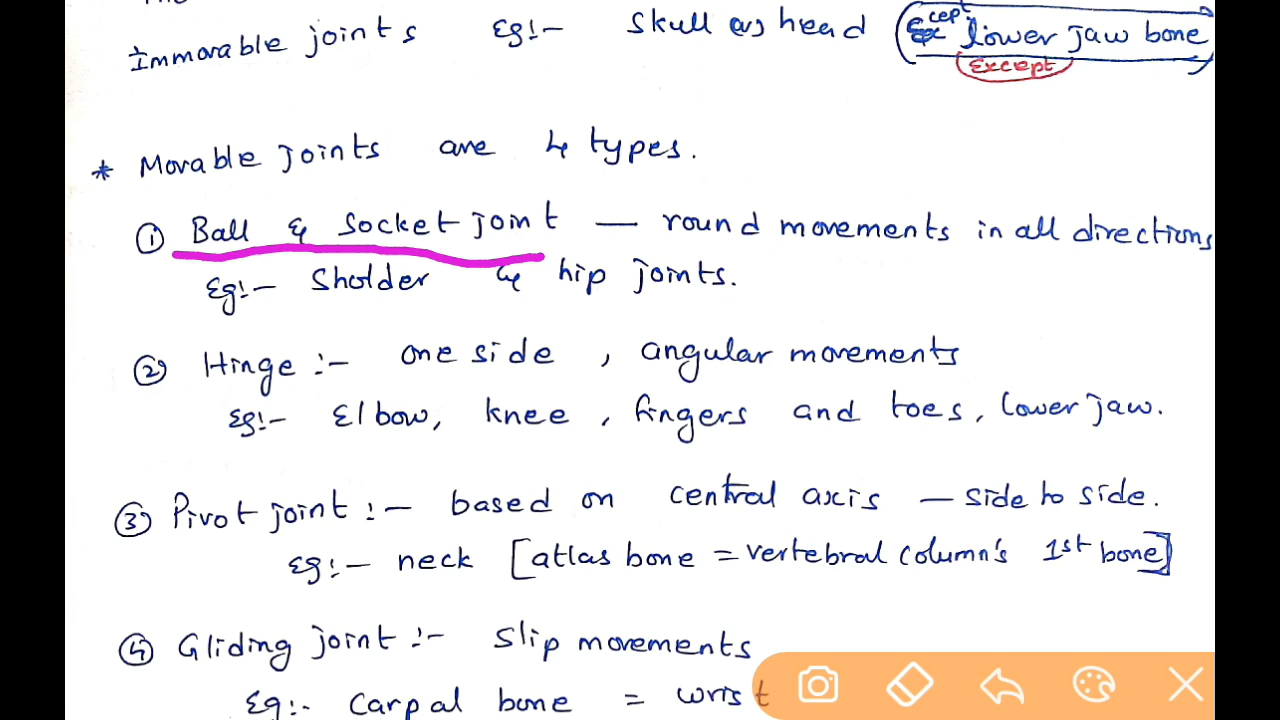 The
Immovable joints Eg:- Skull as head (Except lower jaw bone
Except
* Movable joints are 4 types.
① Ball & Socket joint — round movements in all directions
Eg:- Sholder & hip joints.
② Hinge :- one side , angular movements
Eg:- Elbow, knee , fingers and toes, lower jaw.
③ Pivot joint :- based on central axis — side to side.
Eg:- neck [atlas bone = vertebral column's 1st bone]
④ Gliding joint :- Slip movements
Eg:- Carpal bone = wrist